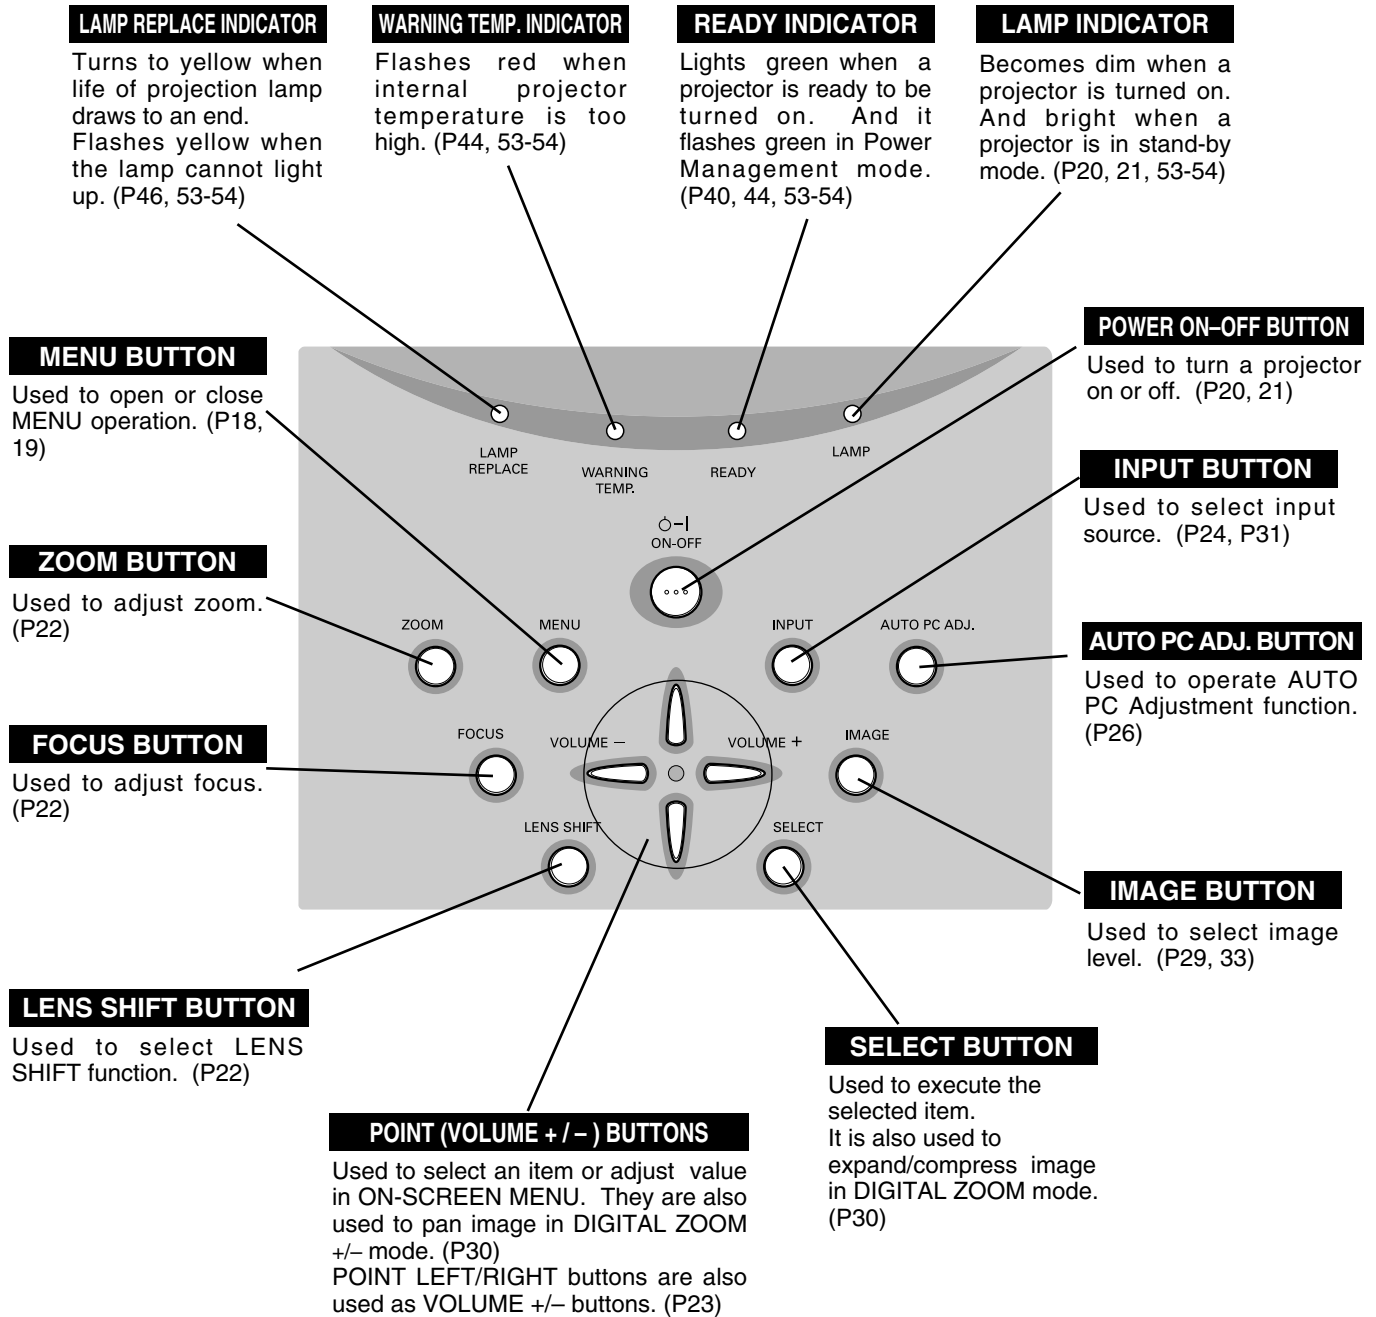 LAMP REPLACE INDICATOR
Turns to yellow when
life of projection lamp
draws to an end.
Flashes yellow when
the lamp cannot light
up. (P46, 53-54)
WARNING TEMP. INDICATOR
Flashes red when
internal projector
temperature is too
high. (P44, 53-54)
READY INDICATOR
Lights green when a
projector is ready to be
turned on. And it
flashes green in Power
Management mode.
(P40, 44, 53-54)
LAMP INDICATOR
Becomes dim when a
projector is turned on.
And bright when a
projector is in stand-by
mode. (P20, 21, 53-54)
POWER ON–OFF BUTTON
Used to turn a projector
on or off. (P20, 21)
MENU BUTTON
Used to open or close
MENU operation. (P18,
19)
LAMP
REPLACE
WARNING
TEMP.
READY
LAMP
INPUT BUTTON
Used to select input
source. (P24, P31)
ON-OFF
ZOOM BUTTON
Used to adjust zoom.
(P22)
ZOOM
MENU
INPUT
AUTO PC ADJ.
AUTO PC ADJ. BUTTON
Used to operate AUTO
PC Adjustment function.
(P26)
FOCUS BUTTON
Used to adjust focus.
(P22)
FOCUS
VOLUME –
VOLUME +
IMAGE
LENS SHIFT
SELECT
IMAGE BUTTON
Used to select image
level. (P29, 33)
LENS SHIFT BUTTON
Used to select LENS
SHIFT function. (P22)
SELECT BUTTON
Used to execute the
selected item.
It is also used to
expand/compress image
in DIGITAL ZOOM mode.
(P30)
POINT (VOLUME + / – ) BUTTONS
Used to select an item or adjust value
in ON-SCREEN MENU. They are also
used to pan image in DIGITAL ZOOM
+/– mode. (P30)
POINT LEFT/RIGHT buttons are also
used as VOLUME +/– buttons. (P23)